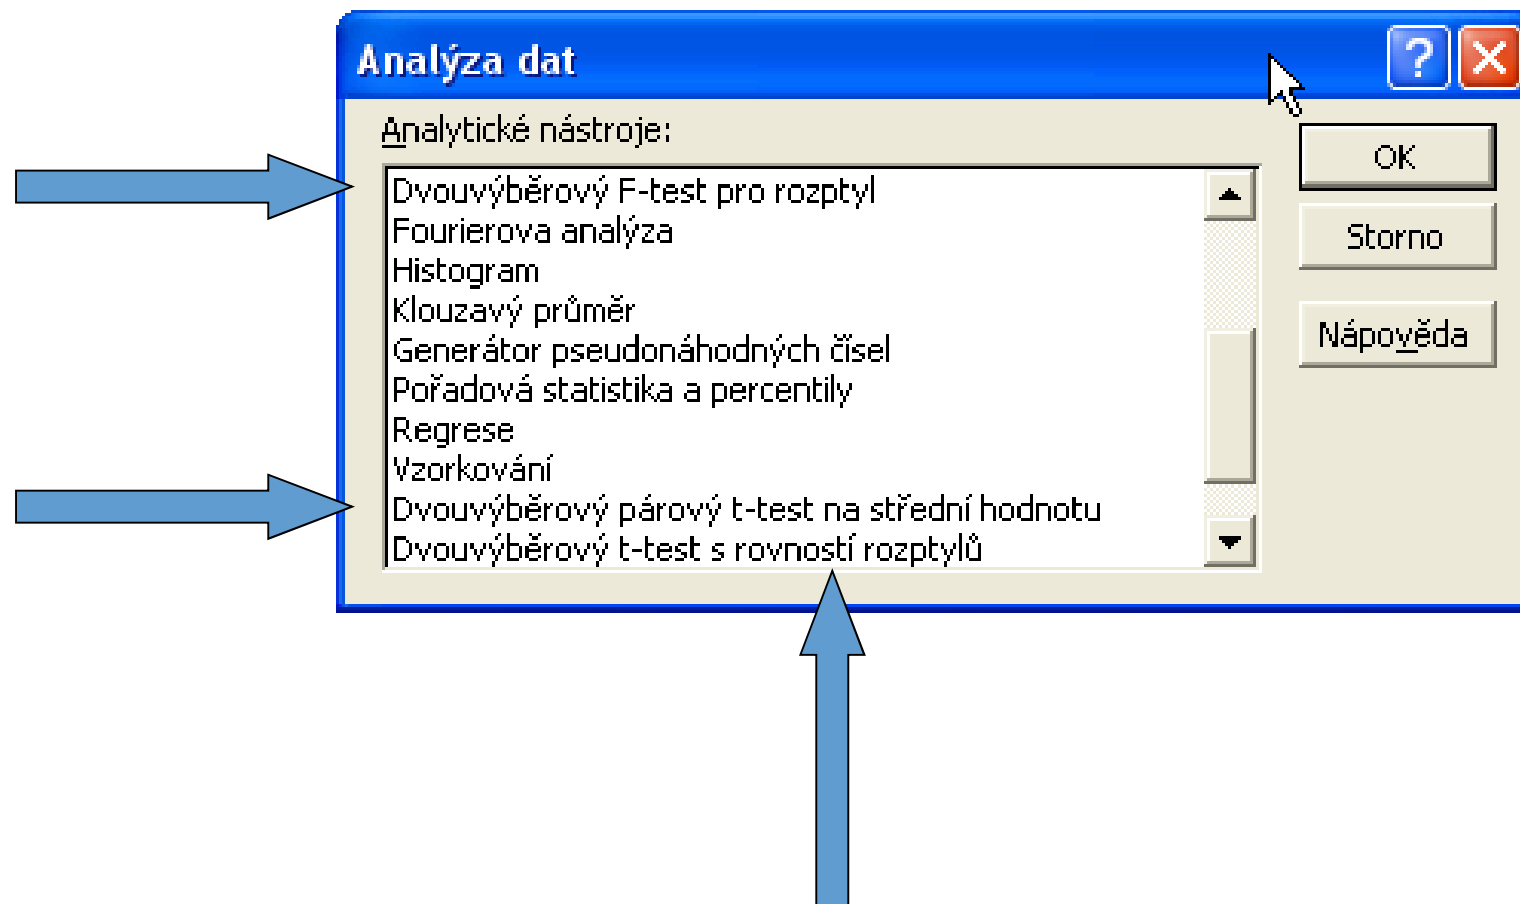 Analýza dat
Analytické nástroje:
Dvouvýběrový F-test pro rozptyl
Fourierova analýza
Histogram
Klouzavý průměr
Generátor pseudonáhodných čísel
Pořadová statistika a percentily
Regrese
Vzorkování
Dvouvýběrový párový t-test na střední hodnotu
Dvouvýběrový t-test s rovností rozptylů
OK
Storno
Nápověda